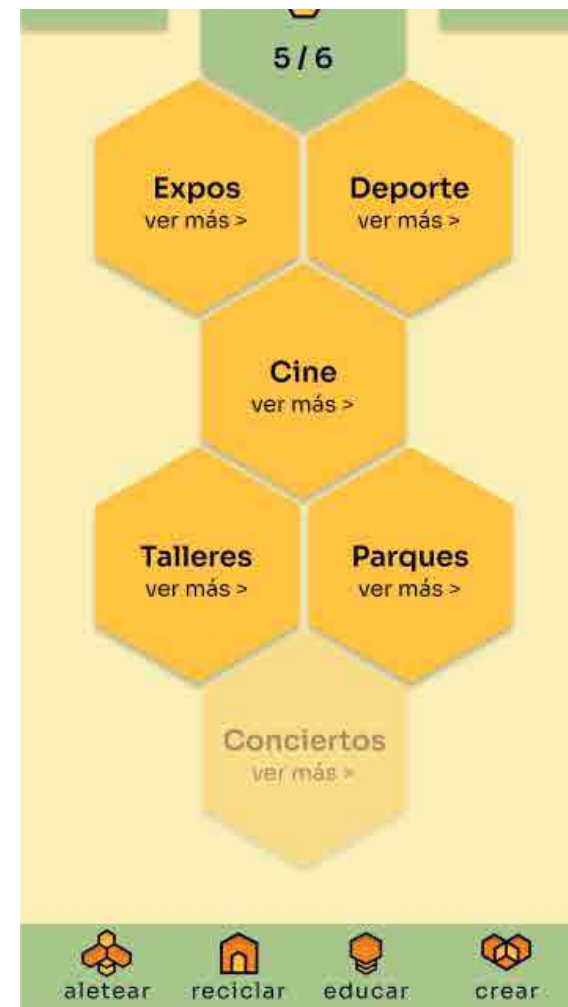 5 / 6
Expos
ver más >
Deporte
ver más >
Cine
ver más >
Talleres
ver más >
Parques
ver más >
Conciertos
ver más >
aletear
reciclar
educar
crear